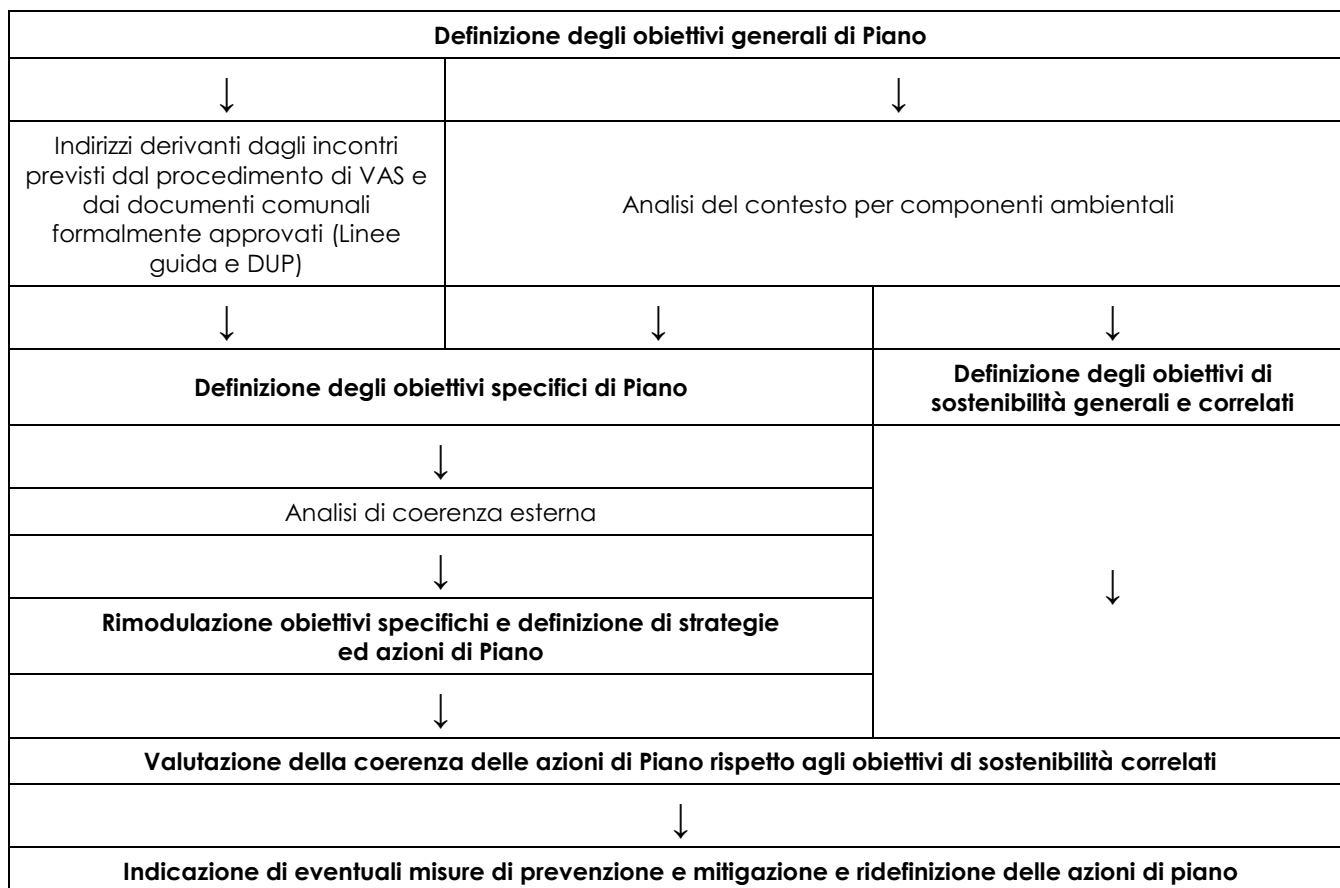 Definizione degli obiettivi generali di Piano
↓ ↓
Indirizzi derivanti dagli incontri
previsti dal procedimento di VAS e
dai documenti comunali
formalmente approvati (Linee
guida e DUP)
Analisi del contesto per componenti ambientali
↓ ↓ ↓
Definizione degli obiettivi specifici di Piano
Definizione degli obiettivi di
sostenibilità generali e correlati
↓
Analisi di coerenza esterna
↓
Rimodulazione obiettivi specifichi e definizione di strategie
ed azioni di Piano
↓
↓
Valutazione della coerenza delle azioni di Piano rispetto agli obiettivi di sostenibilità correlati
↓
Indicazione di eventuali misure di prevenzione e mitigazione e ridefinizione delle azioni di piano